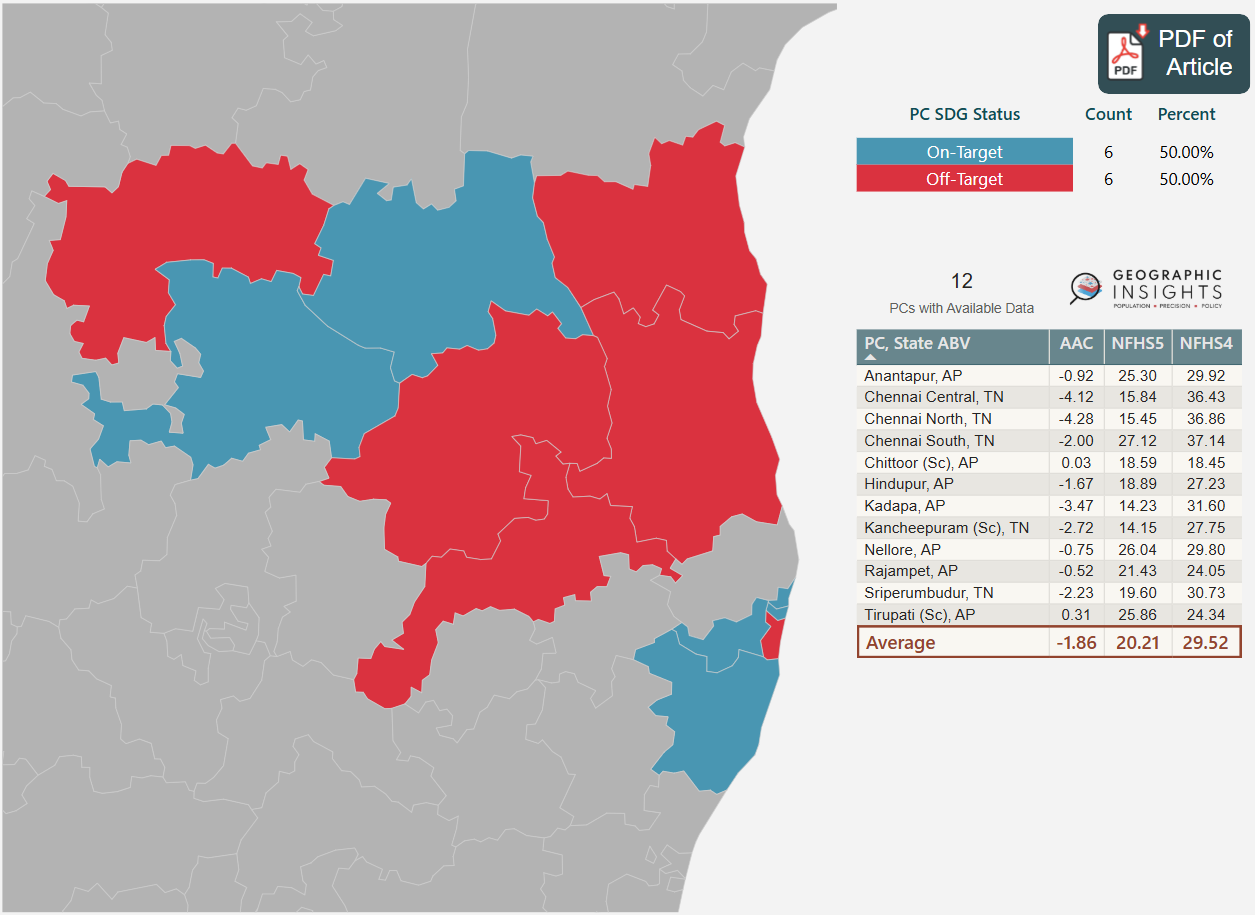 PDF of
Article
PDF
PC SDG Status Count Percent
On-Target 6 50.00%
Off-Target 6 50.00%
12
PCs with Available Data
GEOGRAPHIC
INSIGHTS
POPULATION • PRECISION • POLICY
PC, State ABV AAC NFHS5 NFHS4
Anantapur, AP -0.92 25.30 29.92
Chennai Central, TN -4.12 15.84 36.43
Chennai North, TN -4.28 15.45 36.86
Chennai South, TN -2.00 27.12 37.14
Chittoor (Sc), AP 0.03 18.59 18.45
Hindupur, AP -1.67 18.89 27.23
Kadapa, AP -3.47 14.23 31.60
Kancheepuram (Sc), TN -2.72 14.15 27.75
Nellore, AP -0.75 26.04 29.80
Rajampet, AP -0.52 21.43 24.05
Sriperumbudur, TN -2.23 19.60 30.73
Tirupati (Sc), AP 0.31 25.86 24.34
Average -1.86 20.21 29.52